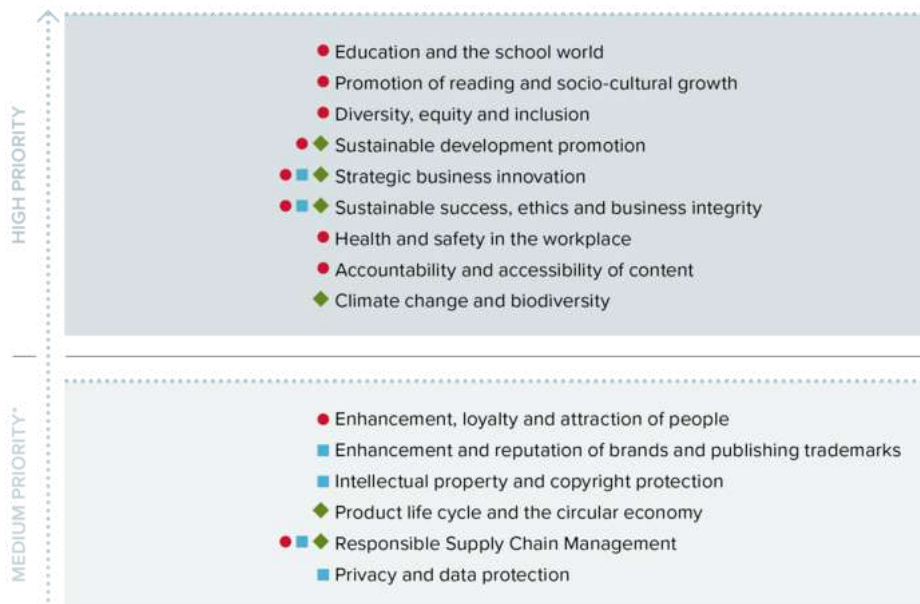 HIGH PRIORITY
Education and the school world
Promotion of reading and socio-cultural growth
Diversity, equity and inclusion
Sustainable development promotion
Strategic business innovation
Sustainable success, ethics and business integrity
Health and safety in the workplace
Accountability and accessibility of content
Climate change and biodiversity
MEDIUM PRIORITY*
Enhancement, loyalty and attraction of people
Enhancement and reputation of brands and publishing trademarks
Intellectual property and copyright protection
Product life cycle and the circular economy
Responsible Supply Chain Management
Privacy and data protection